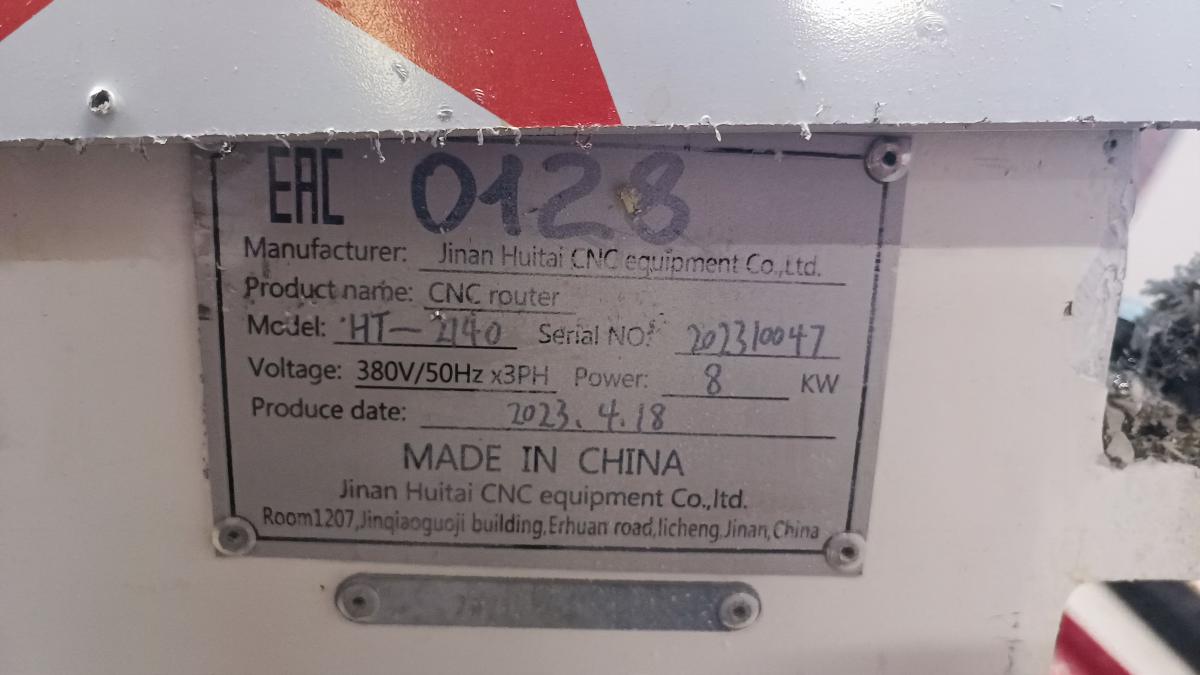 EAC 0128
Manufacturer: Jinan Huitai CNC equipment Co.,Ltd.
Product name: CNC router
Model: HT-2140 Serial NO: 202310047
Voltage: 380V/50Hz x3PH Power: 8 KW
Produce date: 2023.4.18
MADE IN CHINA
Jinan Huitai CNC equipment Co.,ltd.
Room1207,Jinqiaoguoji building,Erhuan road,licheng,Jinan,China